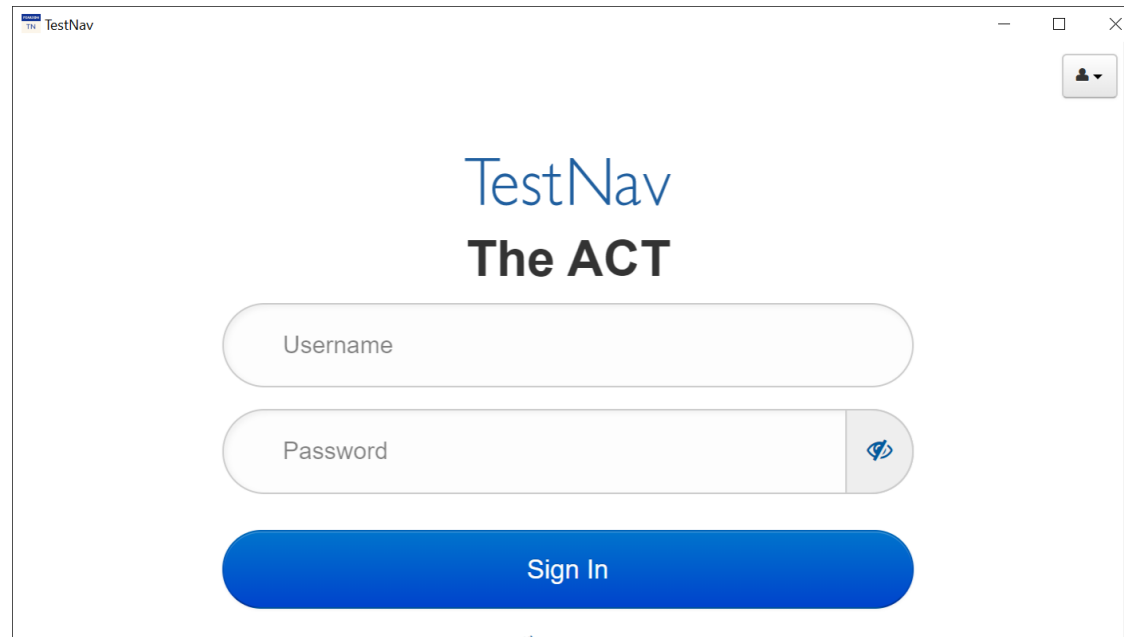 TestNav
TestNav
The ACT
Username
Password
Sign In